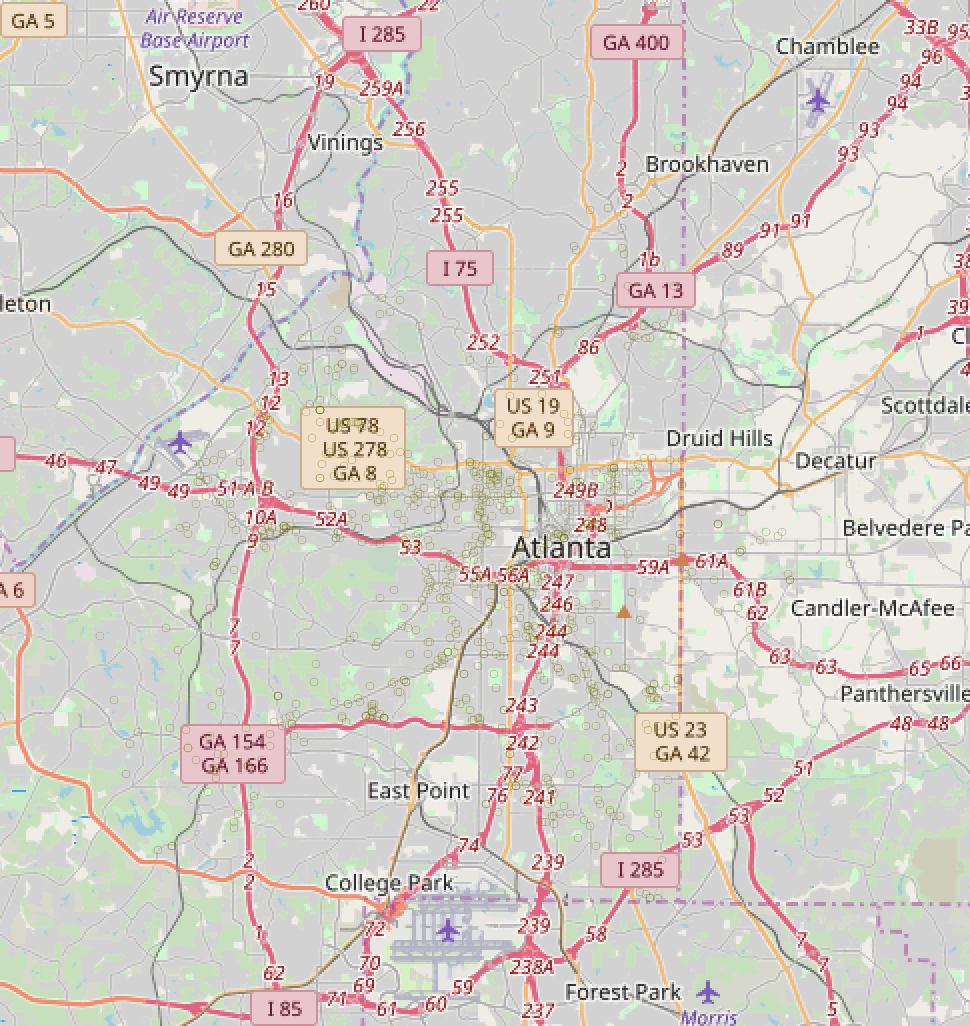 GA 5
Air Reserve
Base Airport
260
22
I 285
GA 400
33B
95
Chamblee
96
Smyrna
19
259A
94
94
256
93
Vinings
93
Brookhaven
2
255
16
2
255
91
91
89
GA 280
1b
I 75
GA 13
15
leton
39
1
252
86
13
251
12
US 19
GA 9
Scottdale
12
US 78
US 278
GA 8
Druid Hills
Decatur
46
47
49
49
51 A-B
249B
10A
52A
248
Belvedere Pa
9
53
Atlanta
55A
56A
59A
61A
A 6
247
61B
246
62
Candler-McAfee
7
7
244
244
63
63
65
66
Panthersville
243
48
48
GA 154
GA 166
242
US 23
GA 42
77
51
East Point
76
241
52
53
53
74
2
239
I 285
2
College Park
1
72
239
58
7
62
70
238A
7
69
59
71
61
60
Forest Park
I 85
237
5
Morris